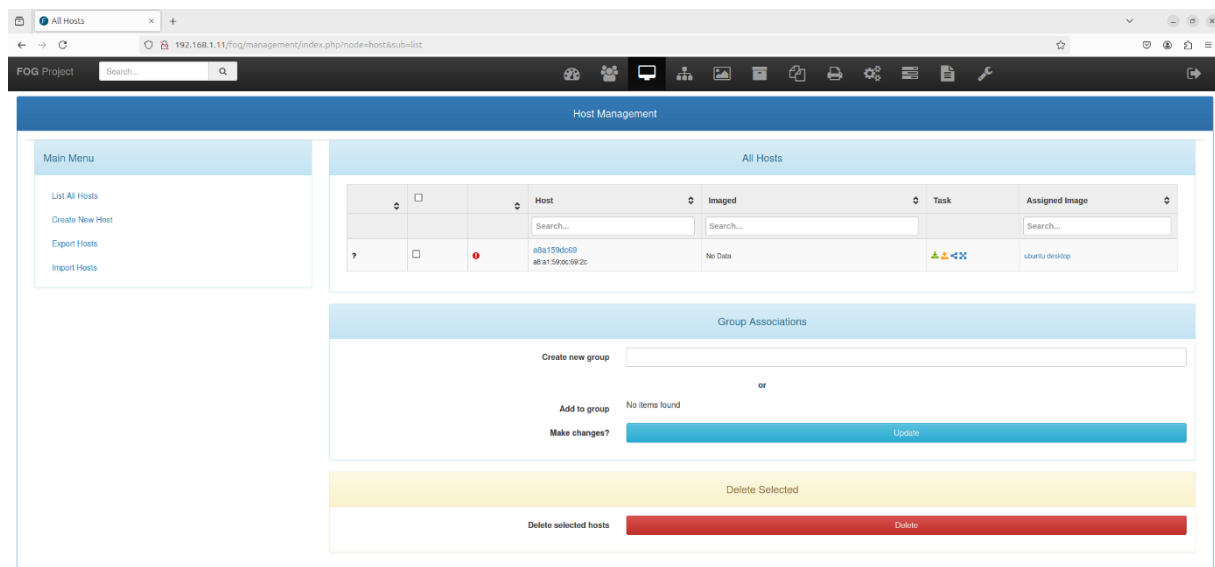 All Hosts
192.168.1.11/fog/management/index.php?node=host&sub=list
FOG Project Search...
Host Management
Main Menu
List All Hosts
Create New Host
Export Hosts
Import Hosts
All Hosts
Host Imaged Task Assigned Image
Search... Search... Search...
? a8a159dc69 No Data ubuntu desktop
a8:a1:59:dc:69:2c
Group Associations
Create new group
or
Add to group No items found
Make changes? Update
Delete Selected
Delete selected hosts Delete